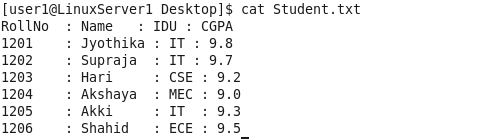 [user1@LinuxServer1 Desktop]$ cat Student.txt
RollNo  : Name   : IDU : CGPA
1201    : Jyothika : IT : 9.8
1202    : Supraja  : IT : 9.7
1203    : Hari     : CSE : 9.2
1204    : Akshaya  : MEC : 9.0
1205    : Akki     : IT  : 9.3
1206    : Shahid   : ECE : 9.5